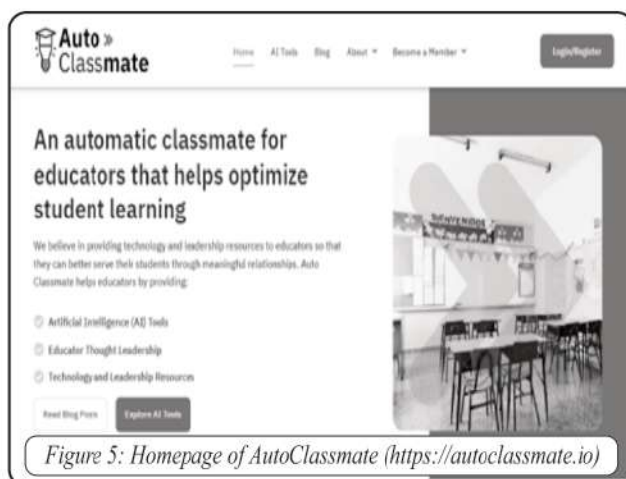 Auto »
Classmate
Home AI Tools Blog About Become a Member Login/Register
An automatic classmate for
educators that helps optimize
student learning
We believe in providing technology and leadership resources to educators so that
they can better serve their students through meaningful relationships. Auto
Classmate helps educators by providing:
Artificial Intelligence (AI) Tools
Educator Thought Leadership
Technology and Leadership Resources
Read Blog Posts Explore AI Tools
Figure 5: Homepage of AutoClassmate (https://autoclassmate.io)